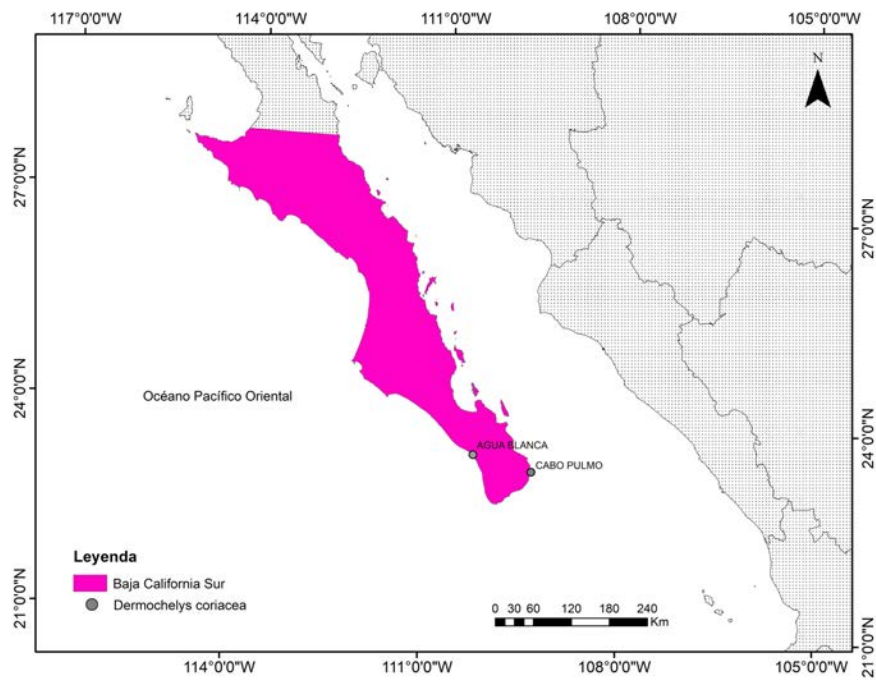 117°0'0"W
114°0'0"W
111°0'0"W
108°0'0"W
105°0'0"W
N
27°0'0"N
27°0'0"N
24°0'0"N
24°0'0"N
Océano Pacífico Oriental
AGUA BLANCA
CABO PULMO
Leyenda
Baja California Sur
Dermochelys coriacea
0 30 60 120 180 240
Km
21°0'0"N
21°0'0"N
114°0'0"W
111°0'0"W
108°0'0"W
105°0'0"W